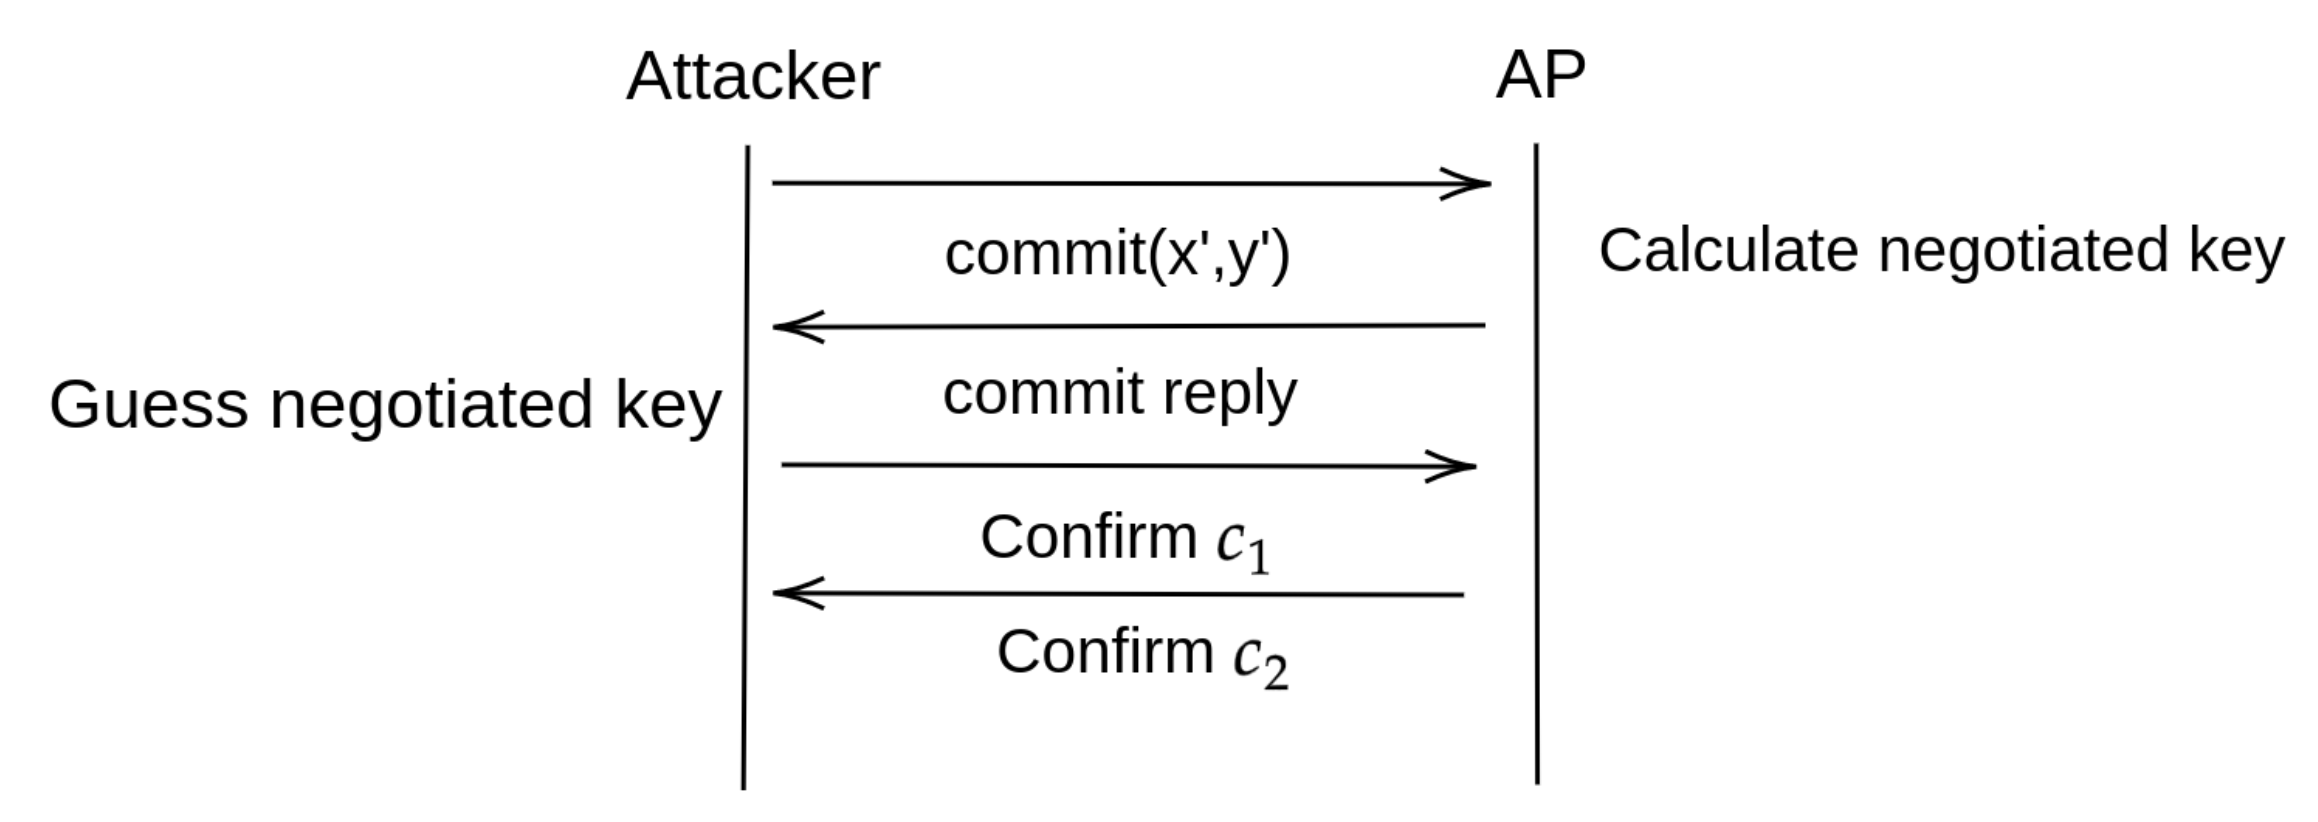 Attacker
AP
commit(x',y')
Calculate negotiated key
Guess negotiated key
commit reply
Confirm c₁
Confirm c₂